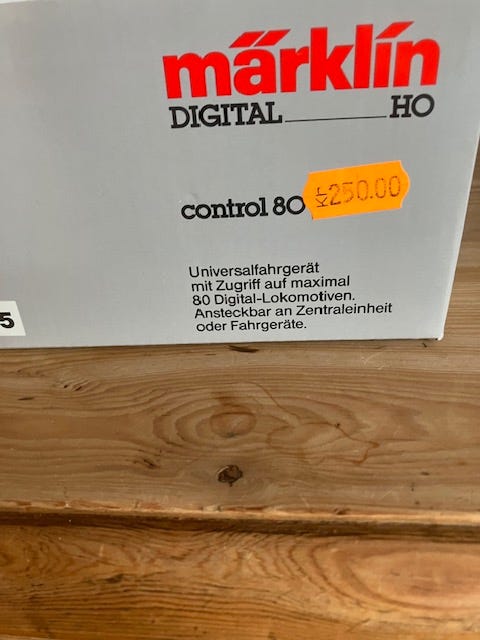 märklin
DIGITAL HO
control 80
KF 250.00
Universalfahrgerät
mit Zugriff auf maximal
80 Digital-Lokomotiven.
Ansteckbar an Zentraleinheit
oder Fahrgeräte.
5